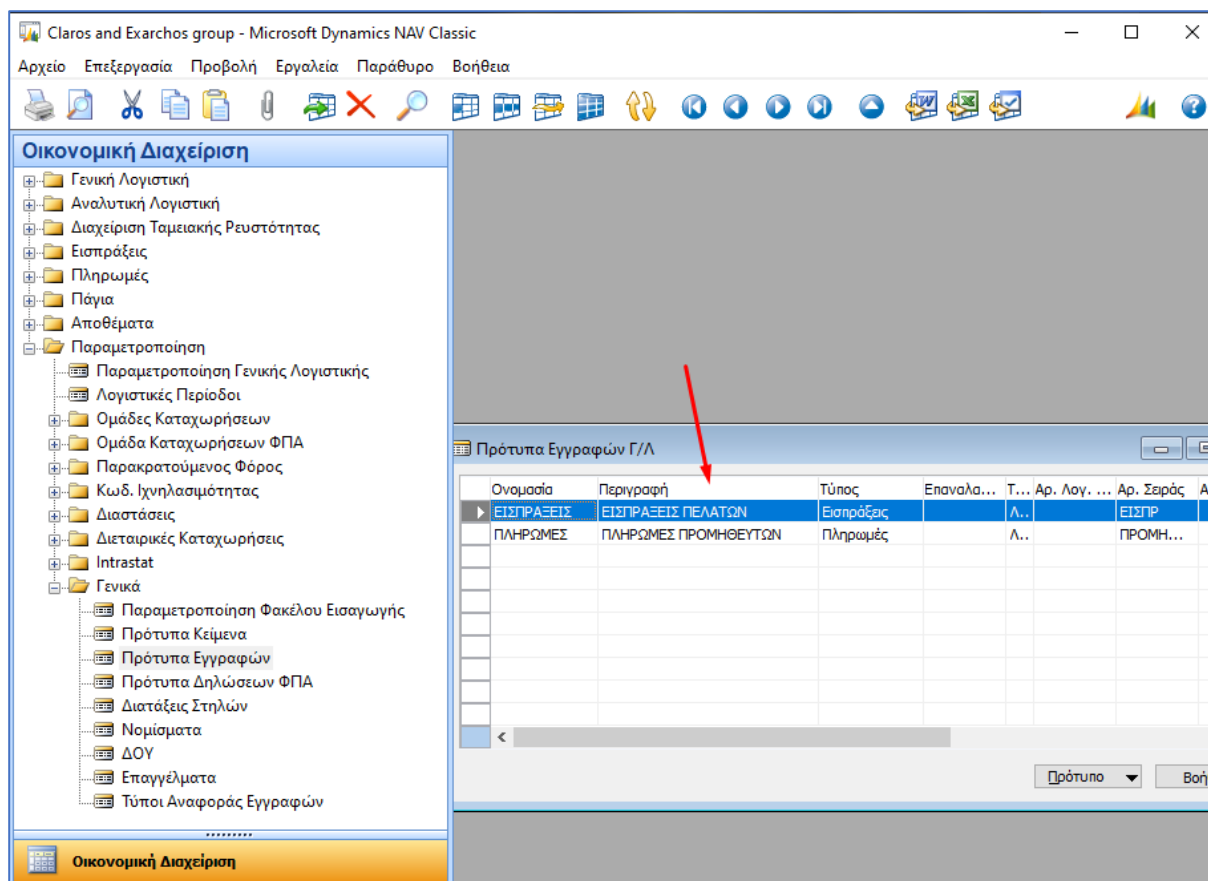 Claros and Exarchos group - Microsoft Dynamics NAV Classic
Αρχείο Επεξεργασία Προβολή Εργαλεία Παράθυρο Βοήθεια
Οικονομική Διαχείριση
Γενική Λογιστική
Αναλυτική Λογιστική
Διαχείριση Ταμειακής Ρευστότητας
Εισπράξεις
Πληρωμές
Πάγια
Αποθέματα
Παραμετροποίηση
Παραμετροποίηση Γενικής Λογιστικής
Λογιστικές Περίοδοι
Ομάδες Καταχωρήσεων
Ομάδα Καταχωρήσεων ΦΠΑ
Παρακρατούμενος Φόρος
Κωδ. Ιχνηλασιμότητας
Διαστάσεις
Διεταιρικές Καταχωρήσεις
Intrastat
Γενικά
Παραμετροποίηση Φακέλου Εισαγωγής
Πρότυπα Κείμενα
Πρότυπα Εγγραφών
Πρότυπα Δηλώσεων ΦΠΑ
Διατάξεις Στηλών
Νομίσματα
ΔΟΥ
Επαγγέλματα
Τύποι Αναφοράς Εγγραφών
Οικονομική Διαχείριση
Πρότυπα Εγγραφών Γ/Λ
Ονομασία Περιγραφή Τύπος Επαναλα... Τ... Αρ. Λογ. ... Αρ. Σειράς Α
ΕΙΣΠΡΑΞΕΙΣ ΕΙΣΠΡΑΞΕΙΣ ΠΕΛΑΤΩΝ Εισπράξεις Λ.. ΕΙΣΠΡ
ΠΛΗΡΩΜΕΣ ΠΛΗΡΩΜΕΣ ΠΡΟΜΗΘΕΥΤΩΝ Πληρωμές Λ.. ΠΡΟΜΗ...
Πρότυπο Βοή